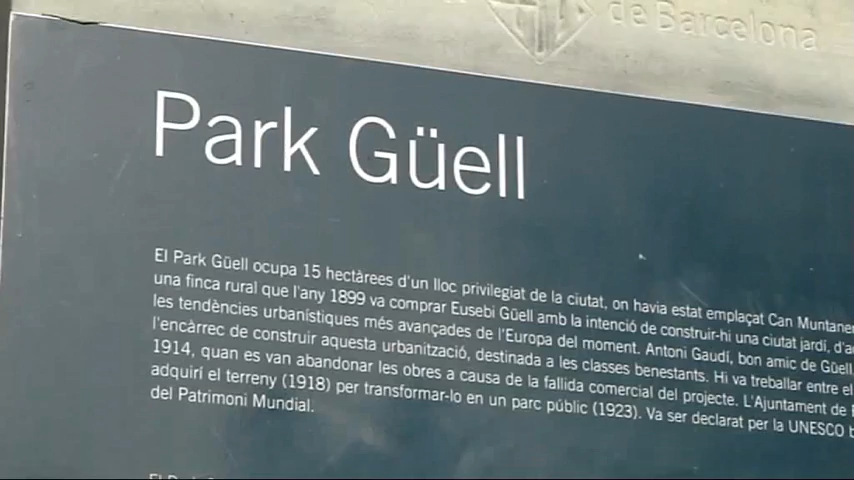 de Barcelona
Park Güell
El Park Güell ocupa 15 hectàrees d'un lloc privilegiat de la ciutat, on havia estat emplaçat Can Muntaner
una finca rural que l'any 1899 va comprar Eusebi Güell amb la intenció de construir-hi una ciutat jardí,
les tendències urbanístiques més avançades de l'Europa del moment. Antoni Gaudí, bon amic de Güell,
l'encàrrec de construir aquesta urbanització, destinada a les classes benestants. Hi va treballar entre el
1914, quan es van abandonar les obres a causa de la fallida comercial del projecte. L'Ajuntament de
adquirí el terreny (1918) per transformar-lo en un parc públic (1923). Va ser declarat per la UNESCO
del Patrimoni Mundial.